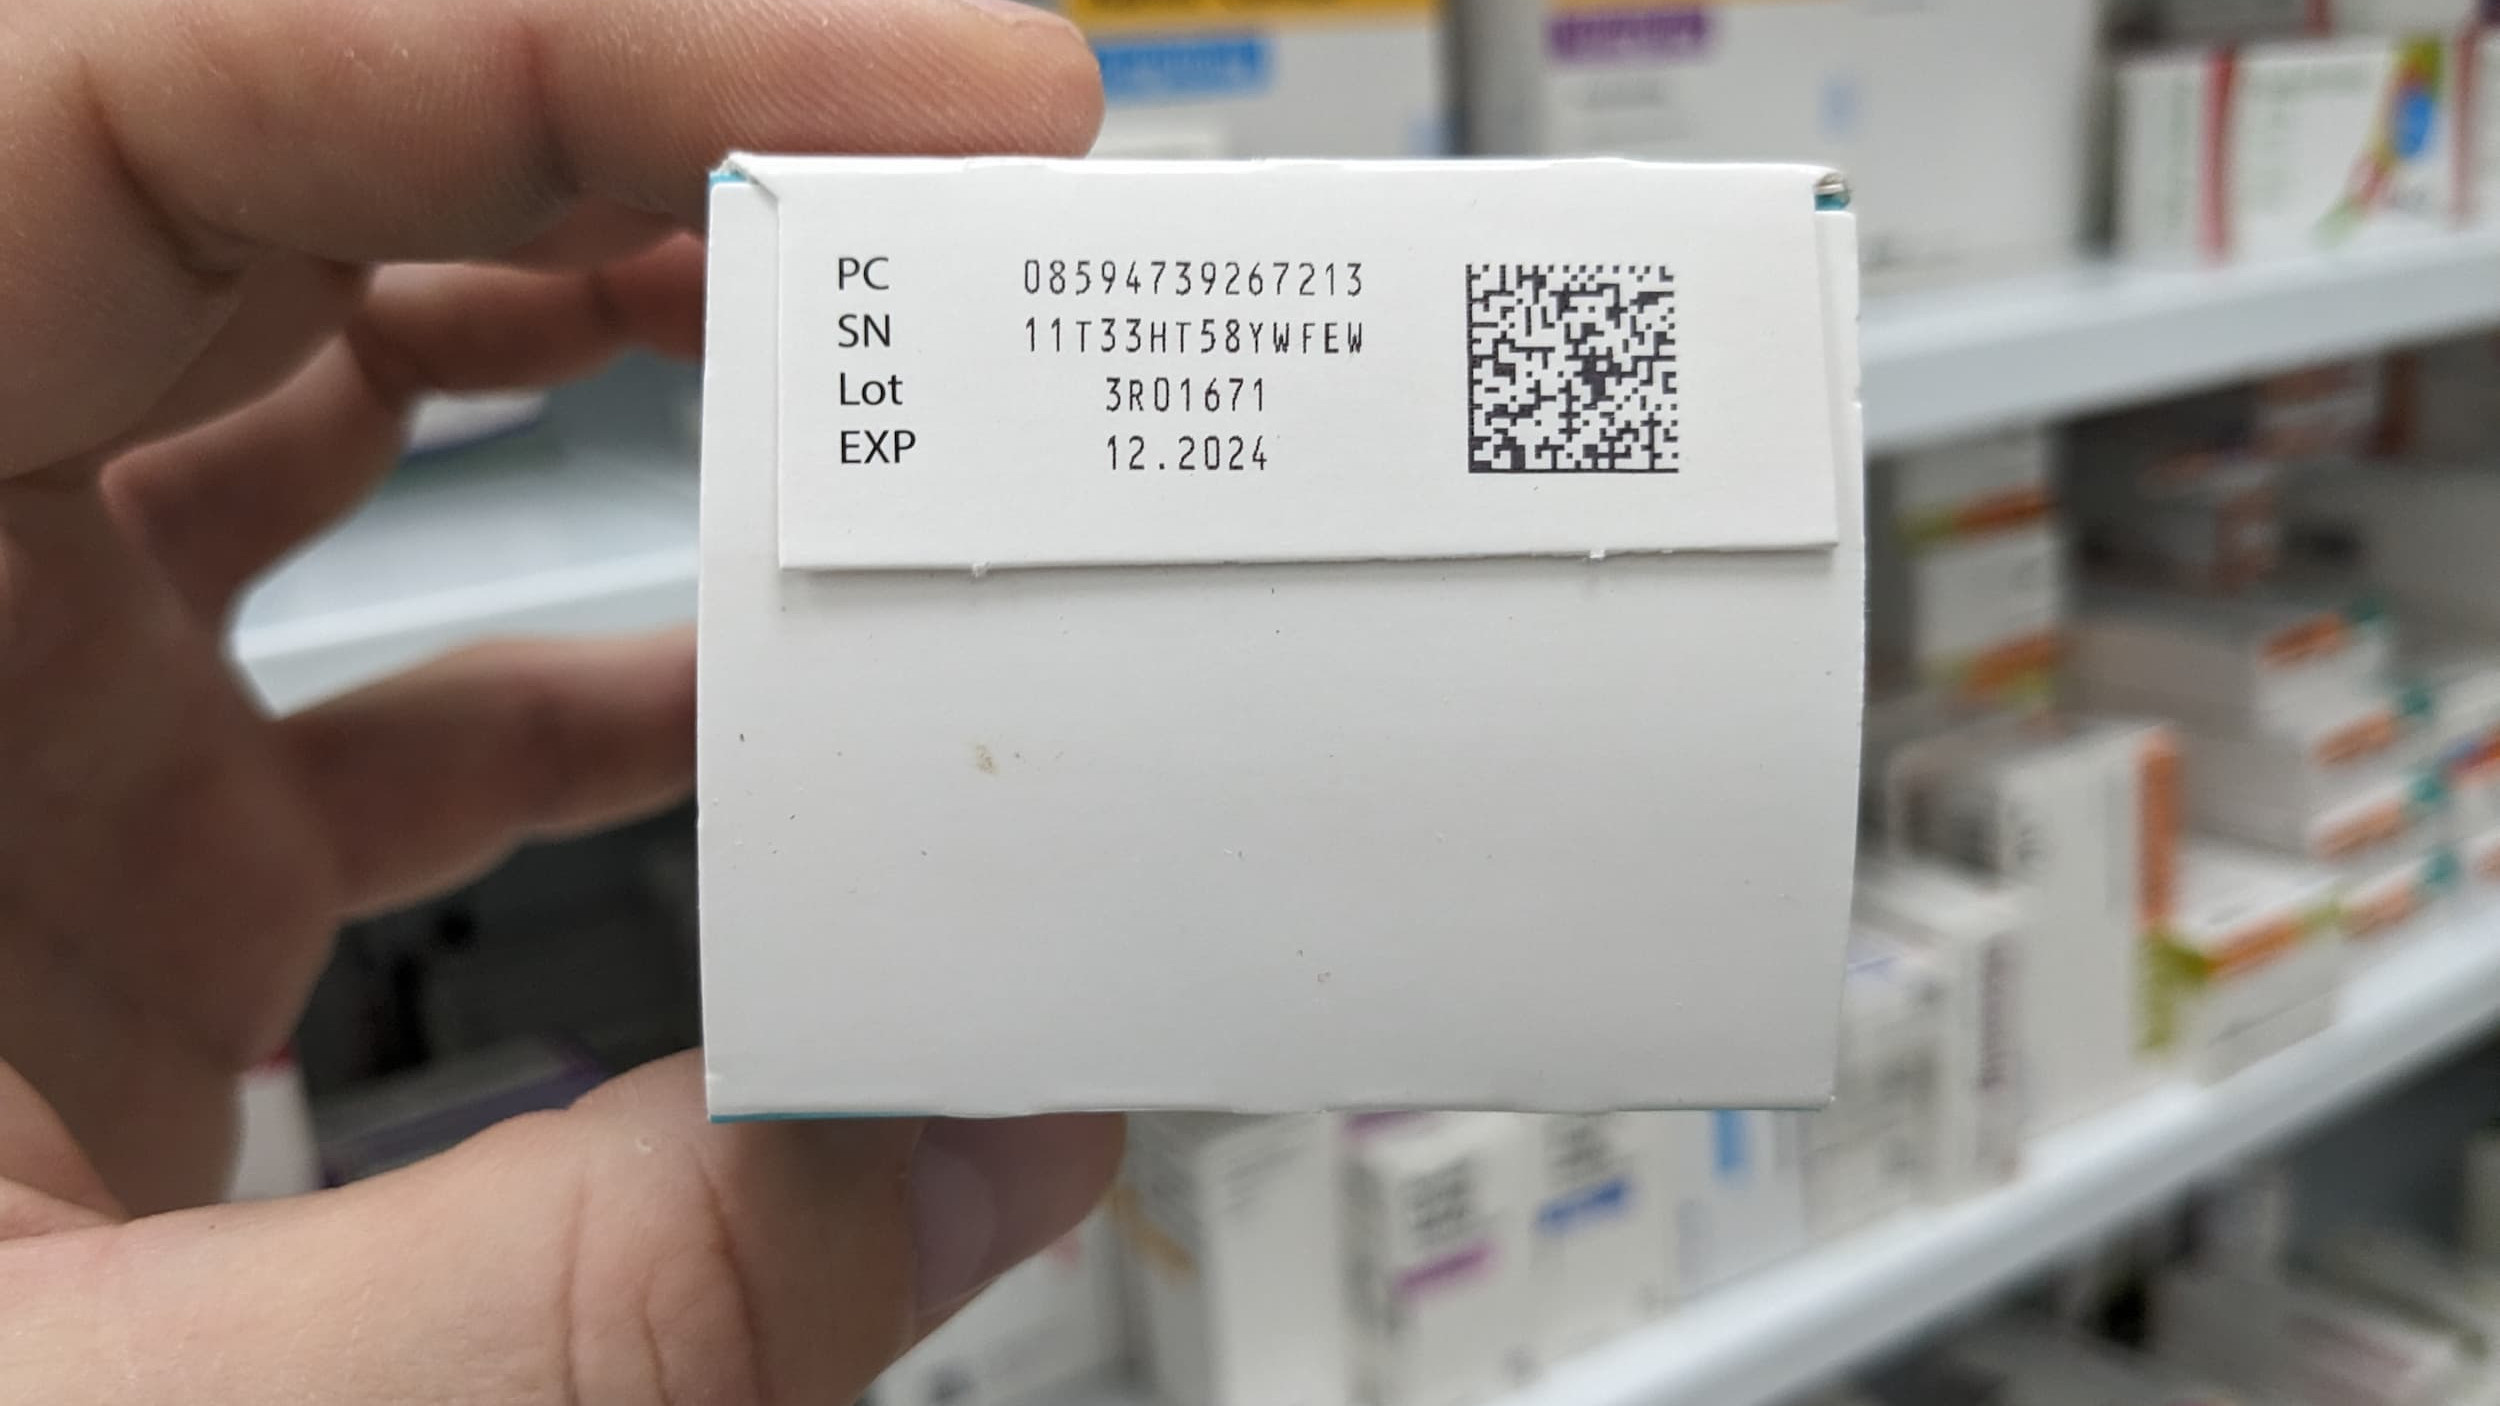 PC 08594739267213
SN 11T33HT58YWFEW
Lot 3R01671
EXP 12.2024